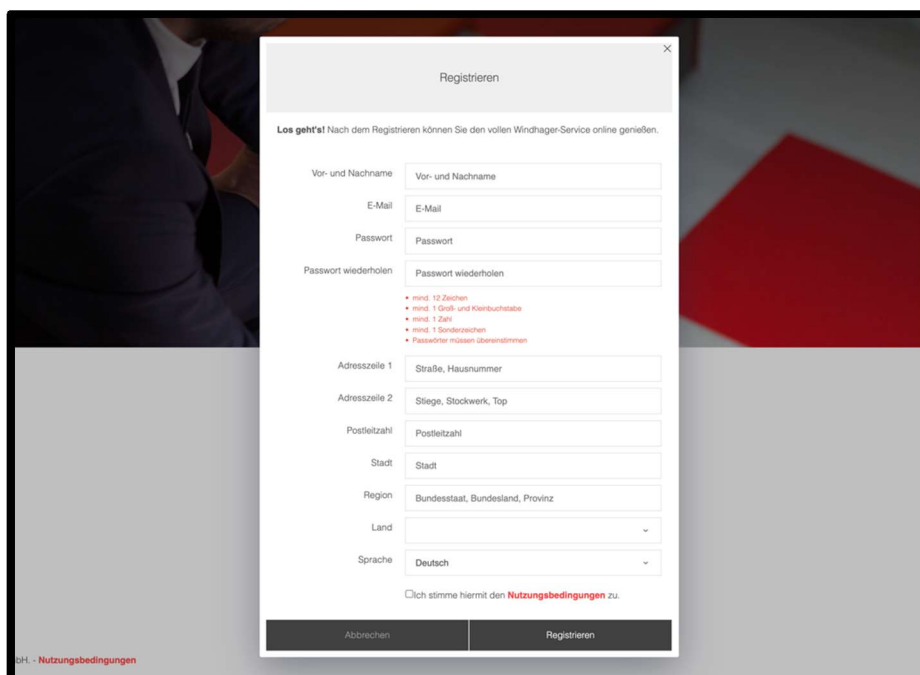 Registrieren
Los geht's! Nach dem Registrieren können Sie den vollen Windhager-Service online genießen.
Vor- und Nachname Vor- und Nachname
E-Mail E-Mail
Passwort Passwort
Passwort wiederholen Passwort wiederholen
• mind. 12 Zeichen
• mind. 1 Groß- und Kleinbuchstabe
• mind. 1 Zahl
• mind. 1 Sonderzeichen
• Passwörter müssen übereinstimmen
Adresszeile 1 Straße, Hausnummer
Adresszeile 2 Stiege, Stockwerk, Top
Postleitzahl Postleitzahl
Stadt Stadt
Region Bundesstaat, Bundesland, Provinz
Land
Sprache Deutsch
Ich stimme hiermit den Nutzungsbedingungen zu.
Abbrechen Registrieren
bH. - Nutzungsbedingungen